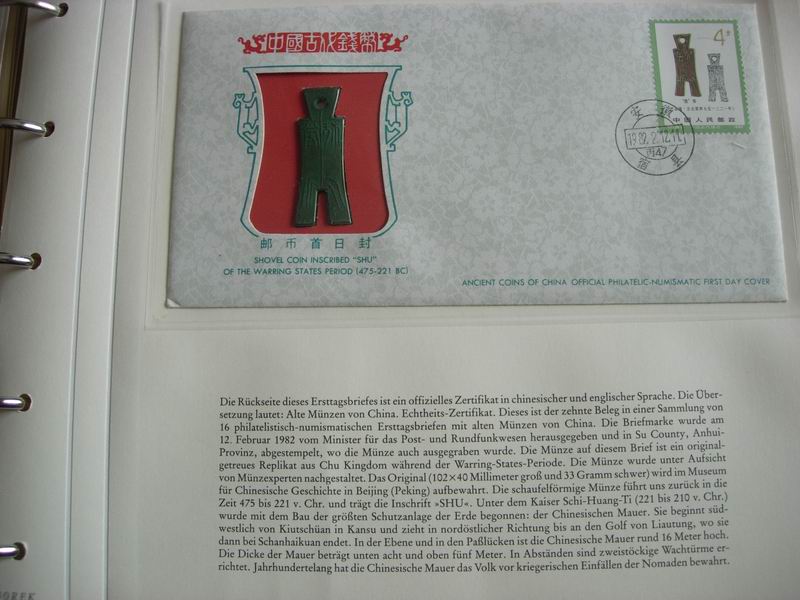 中國古代錢幣
4分
中国人民邮政
安徽
1982.2.12.11
宿县
邮币首日封
SHOVEL COIN INSCRIBED "SHU"
OF THE WARRING STATES PERIOD (475-221 BC)
ANCIENT COINS OF CHINA OFFICIAL PHILATELIC-NUMISMATIC FIRST DAY COVER
Die Rückseite dieses Ersttagsbriefes ist ein offizielles Zertifikat in chinesischer und englischer Sprache. Die Über-
setzung lautet: Alte Münzen von China. Echtheits-Zertifikat. Dieses ist der zehnte Beleg in einer Sammlung von
16 philatelistisch-numismatischen Ersttagsbriefen mit alten Münzen von China. Die Briefmarke wurde am
12. Februar 1982 vom Minister für das Post- und Rundfunkwesen herausgegeben und in Su County, Anhui-
Provinz, abgestempelt, wo die Münze auch ausgegraben wurde. Die Münze auf diesem Brief ist ein original-
getreues Replikat aus Chu Kingdom während der Warring-States-Periode. Die Münze wurde unter Aufsicht
von Münzexperten nachgestaltet. Das Original (102×40 Millimeter groß und 33 Gramm schwer) wird im Museum
für Chinesische Geschichte in Beijing (Peking) aufbewahrt. Die schaufelförmige Münze führt uns zurück in die
Zeit 475 bis 221 v. Chr. und trägt die Inschrift »SHU«. Unter dem Kaiser Schi-Huang-Ti (221 bis 210 v. Chr.)
wurde mit dem Bau der größten Schutzanlage der Erde begonnen: der Chinesischen Mauer. Sie beginnt süd-
westlich von Kiutschüan in Kansu und zieht in nordöstlicher Richtung bis an den Golf von Liautung, wo sie
dann bei Schanhaikuan endet. In der Ebene und in den Paßlücken ist die Chinesische Mauer rund 16 Meter hoch.
Die Dicke der Mauer beträgt unten acht und oben fünf Meter. In Abständen sind zweistöckige Wachtürme er-
richtet. Jahrhundertelang hat die Chinesische Mauer das Volk vor kriegerischen Einfällen der Nomaden bewahrt.